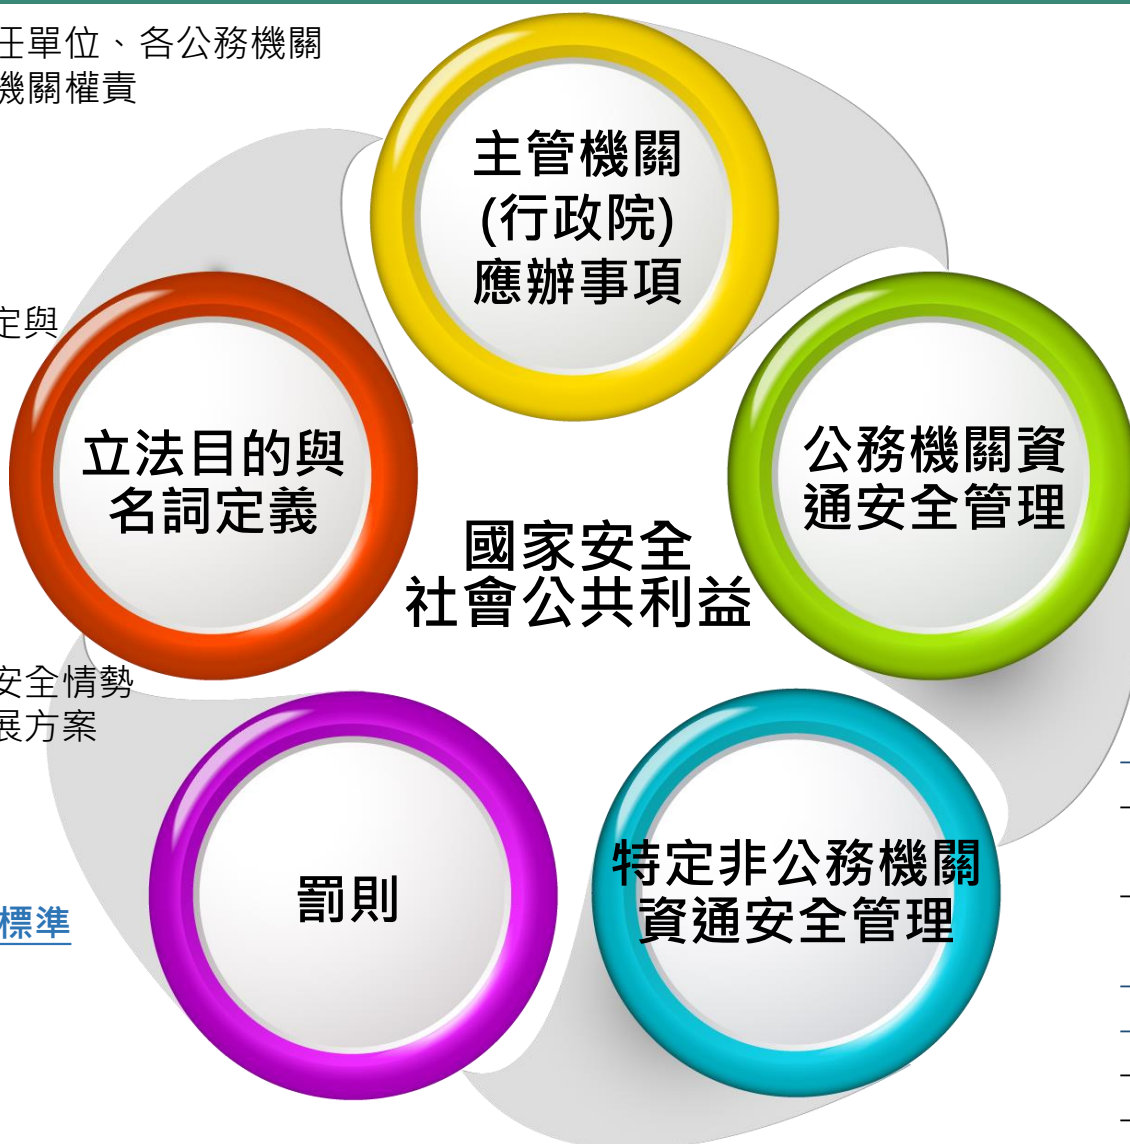 任單位、各公務機關
機關權責
主管機關
(行政院)
應辦事項
定與
立法目的與
名詞定義
公務機關資
通安全管理
國家安全
社會公共利益
安全情勢
展方案
標準
罰則
特定非公務機關
資通安全管理